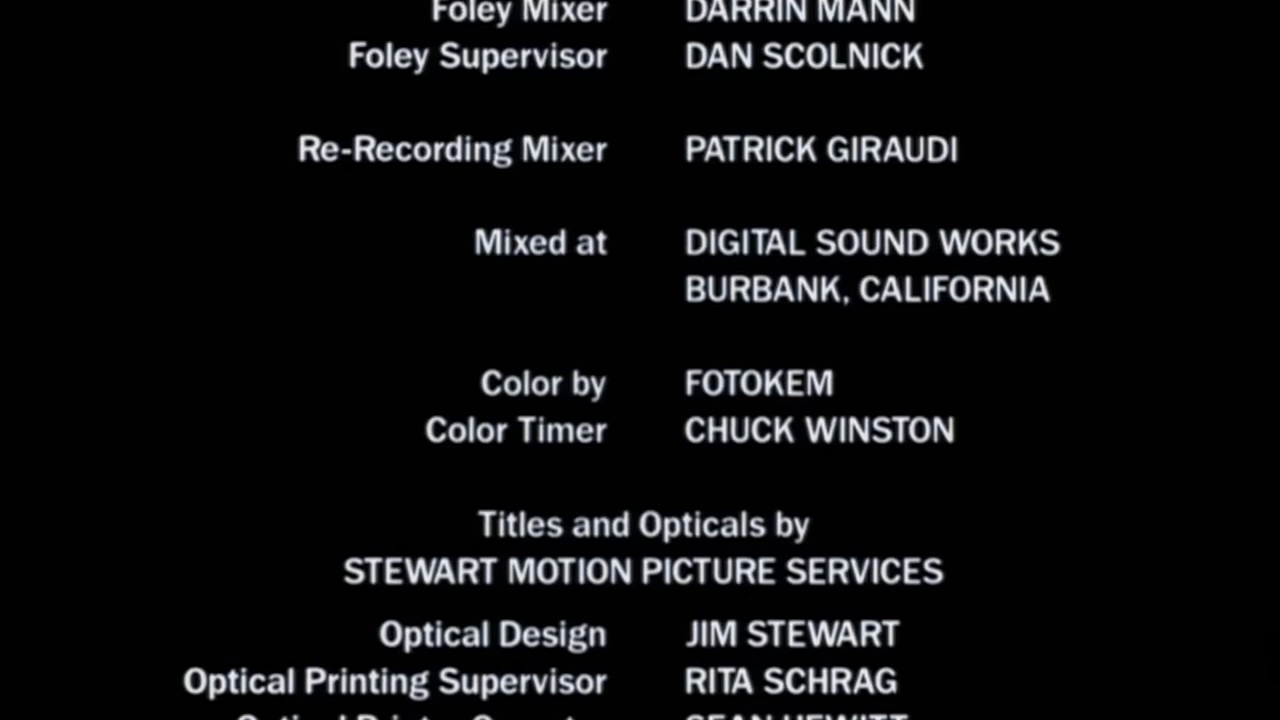 Foley Mixer DARRIN MANN
Foley Supervisor DAN SCOLNICK
Re-Recording Mixer PATRICK GIRAUDI
Mixed at DIGITAL SOUND WORKS
BURBANK, CALIFORNIA
Color by FOTOKEM
Color Timer CHUCK WINSTON
Titles and Opticals by
STEWART MOTION PICTURE SERVICES
Optical Design JIM STEWART
Optical Printing Supervisor RITA SCHRAG